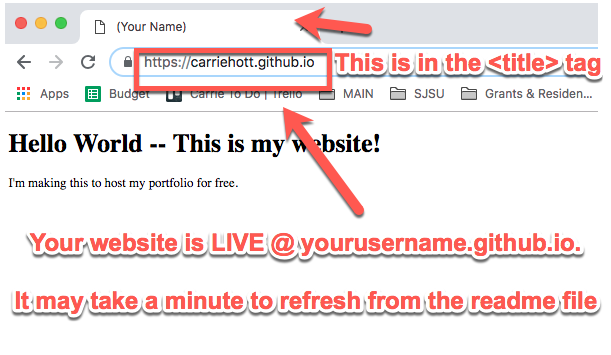 (Your Name)
https://carriehott.github.io
This is in the <title> tag
Apps Budget Carrie To Do | Trello MAIN SJSU Grants & Residen...
Hello World -- This is my website!
I'm making this to host my portfolio for free.
Your website is LIVE @ yourusername.github.io.
It may take a minute to refresh from the readme file